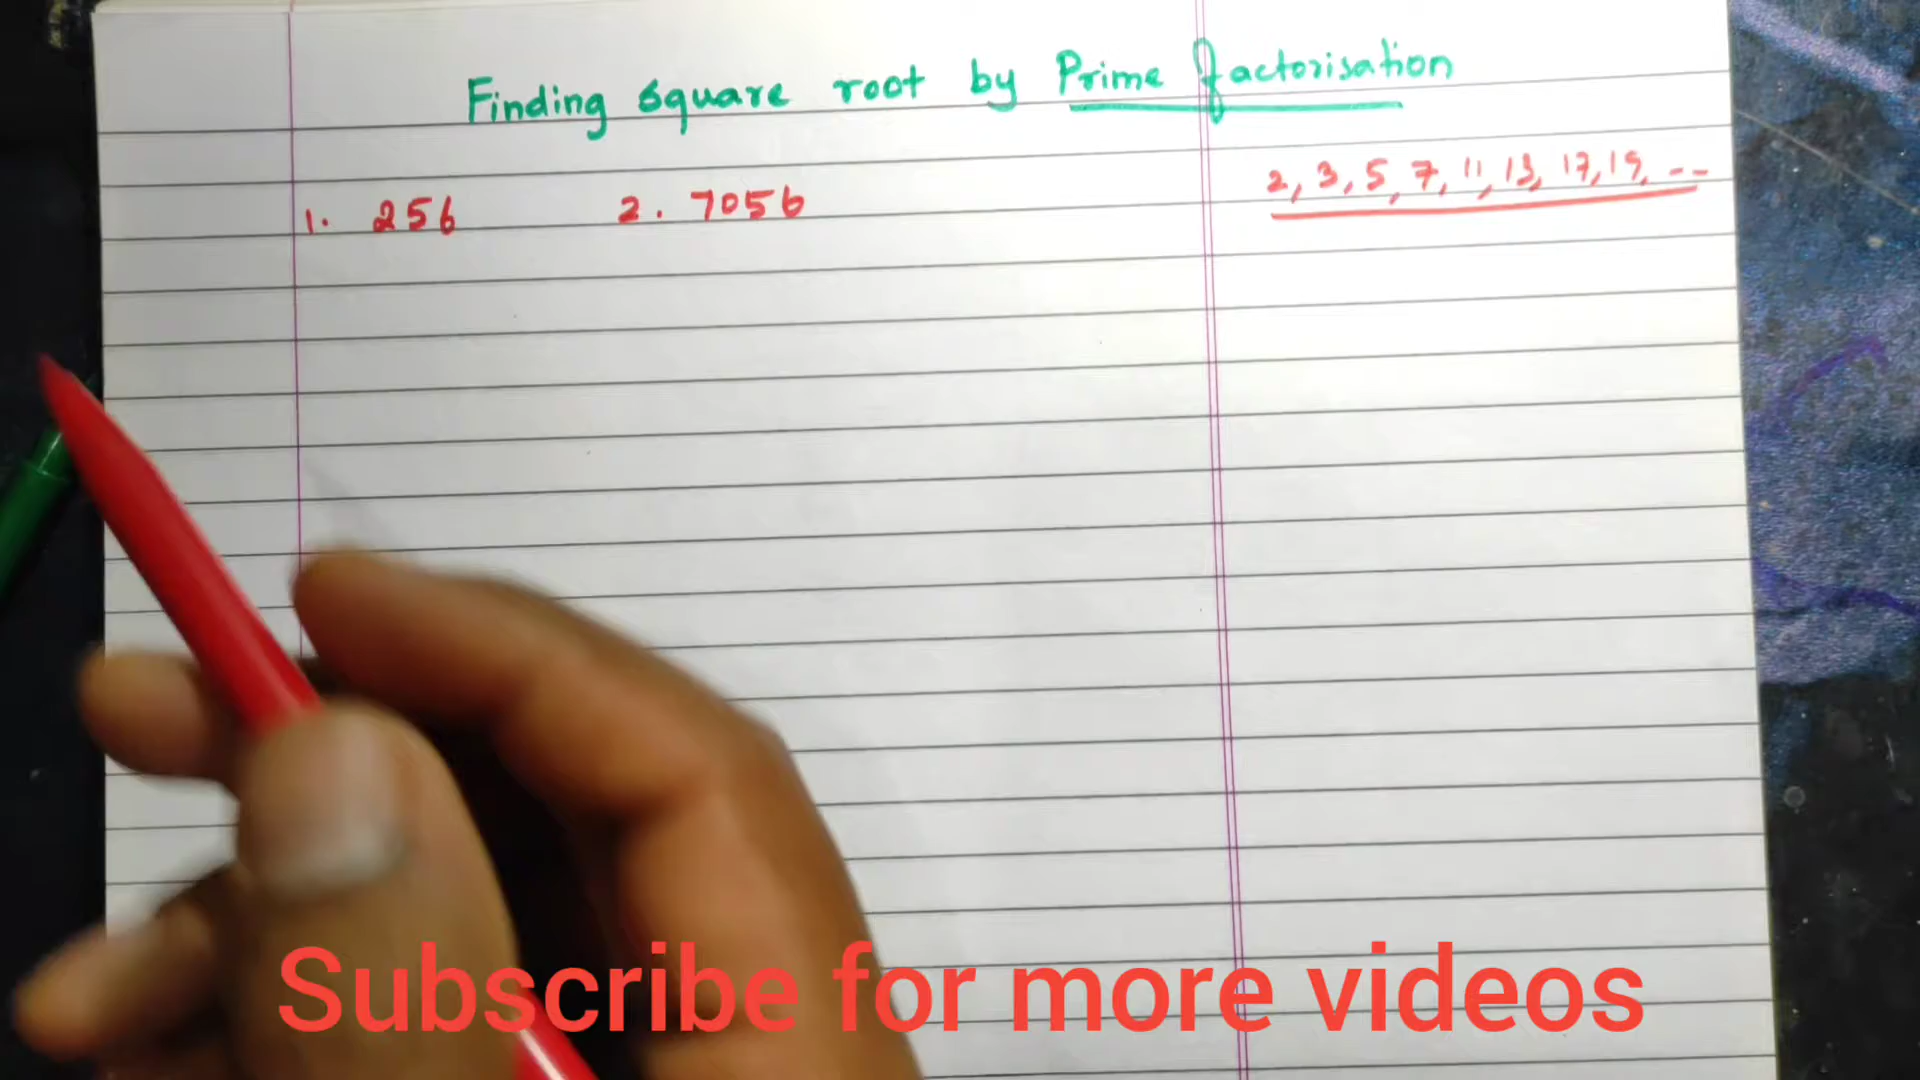 Finding square root by Prime factorisation
2, 3, 5, 7, 11, 13, 17, 19, --
1. 256 2. 7056
Subscribe for more videos